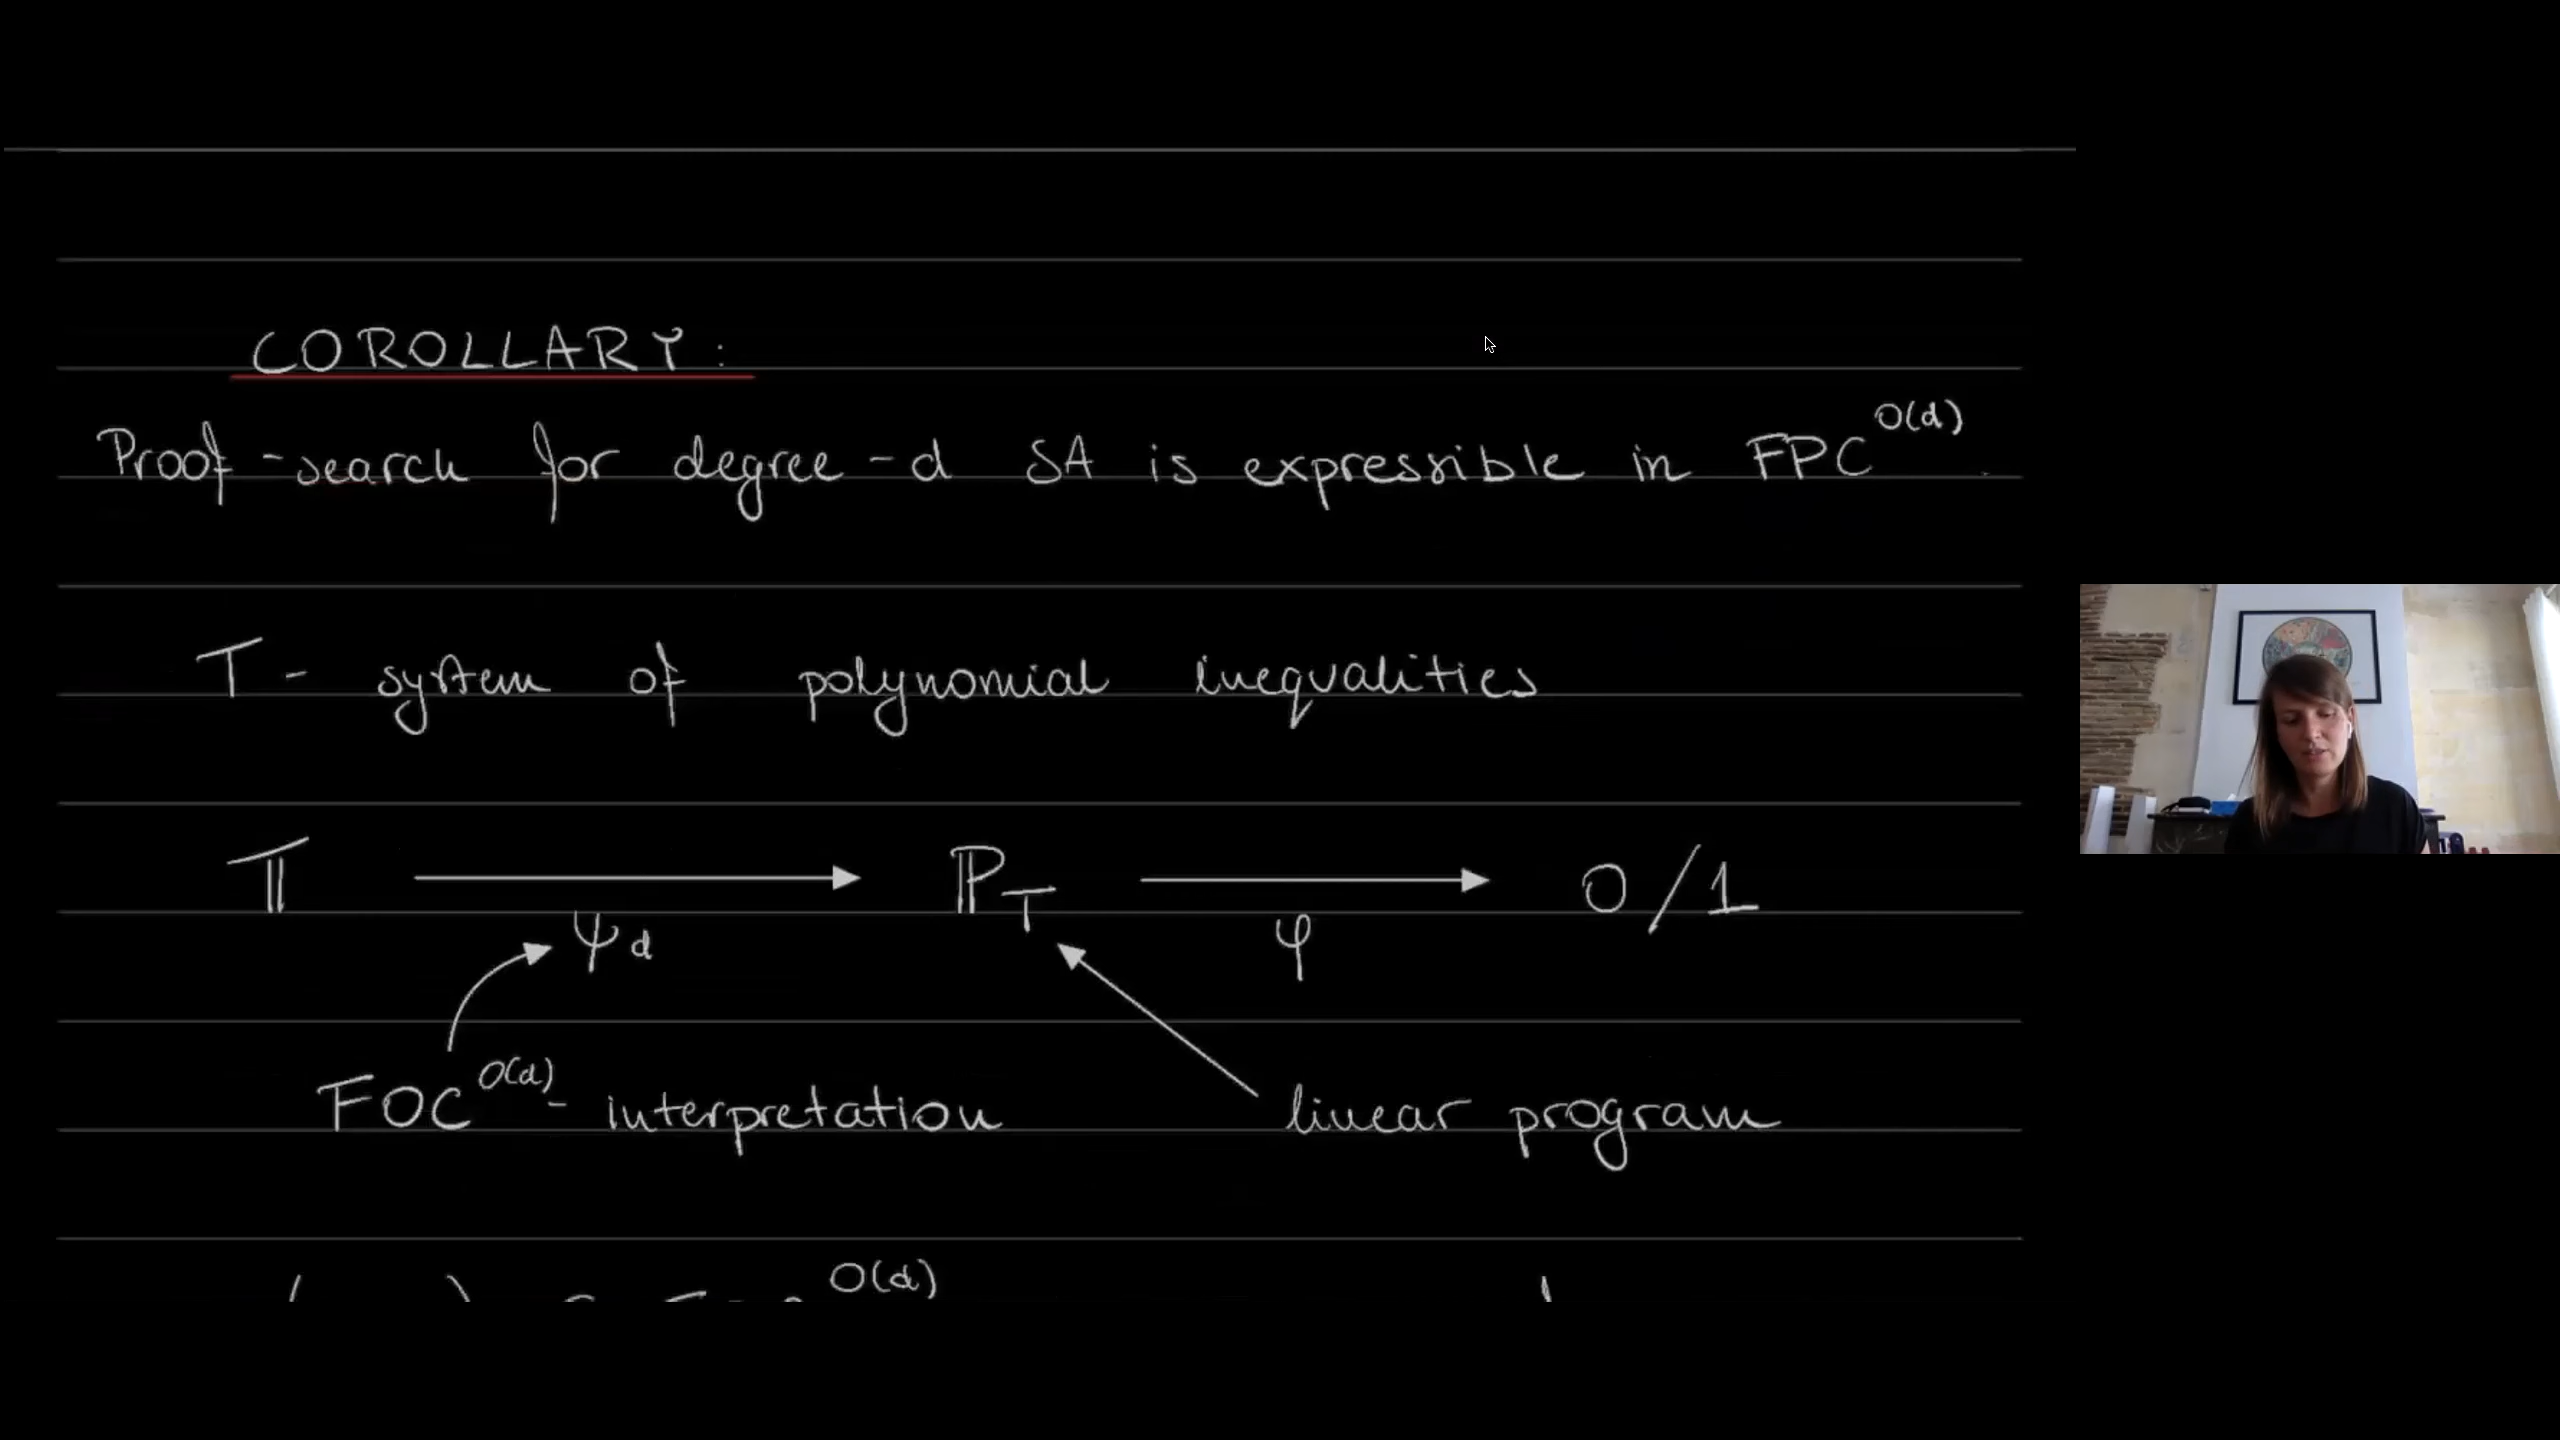 COROLLARY:
Proof-search for degree-d SA is expressible in FPC^O(d).
T - system of polynomial inequalities
𝕋 → ℙ_T → 0/1
ψ_d φ
FOC^O(d) - interpretation linear program
O(d)